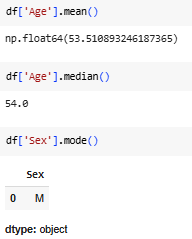 df['Age'].mean()
np.float64(53.510893246187365)
df['Age'].median()
54.0
df['Sex'].mode()
Sex
0 M
dtype: object